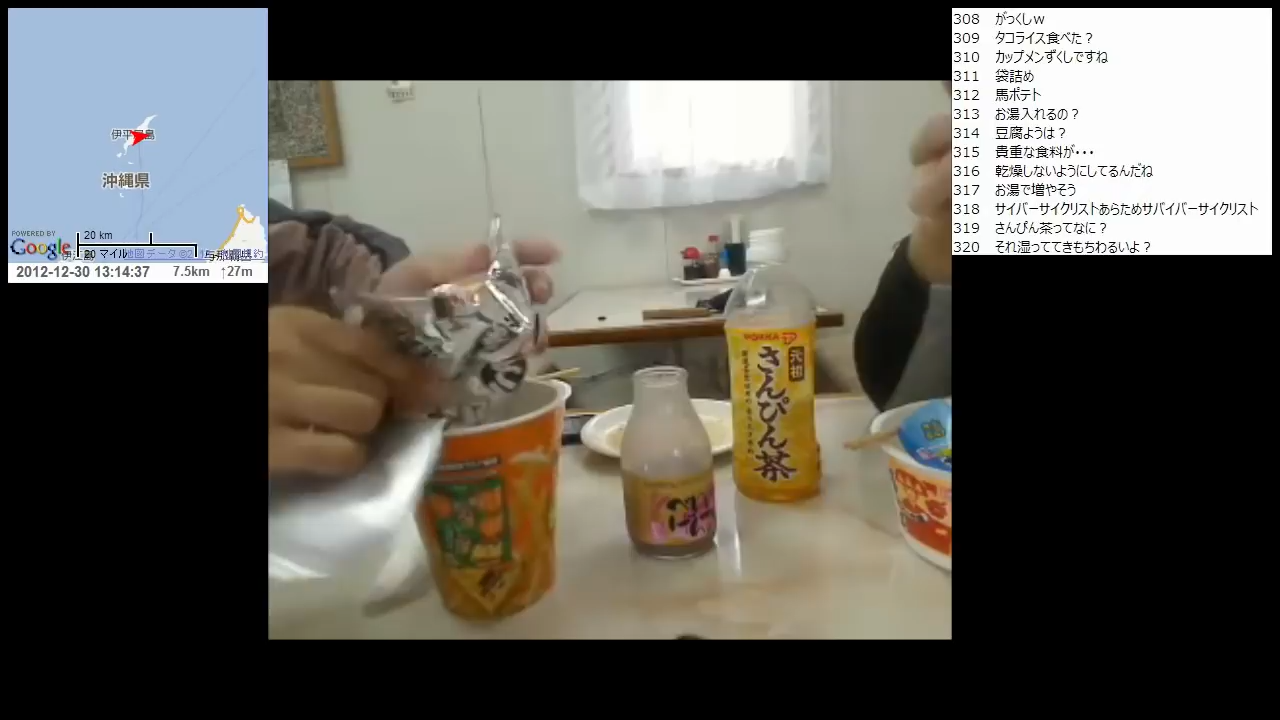 伊平屋島
沖縄県
20 km
20 マイル
POWERED BY
Google
地図データ
2012-12-30 13:14:37 7.5km ↑27m
308 がっくしｗ
309 タコライス食べた？
310 カップメンずくしですね
311 袋詰め
312 馬ポテト
313 お湯入れるの？
314 豆腐ようは？
315 貴重な食料が・・・
316 乾燥しないようにしてるんだね
317 お湯で増やそう
318 サイバーサイクリストあらためサバイバーサイクリスト
319 さんぴん茶ってなに？
320 それ湿っててきもちわるいよ？
POKKA
元祖
さんぴん茶